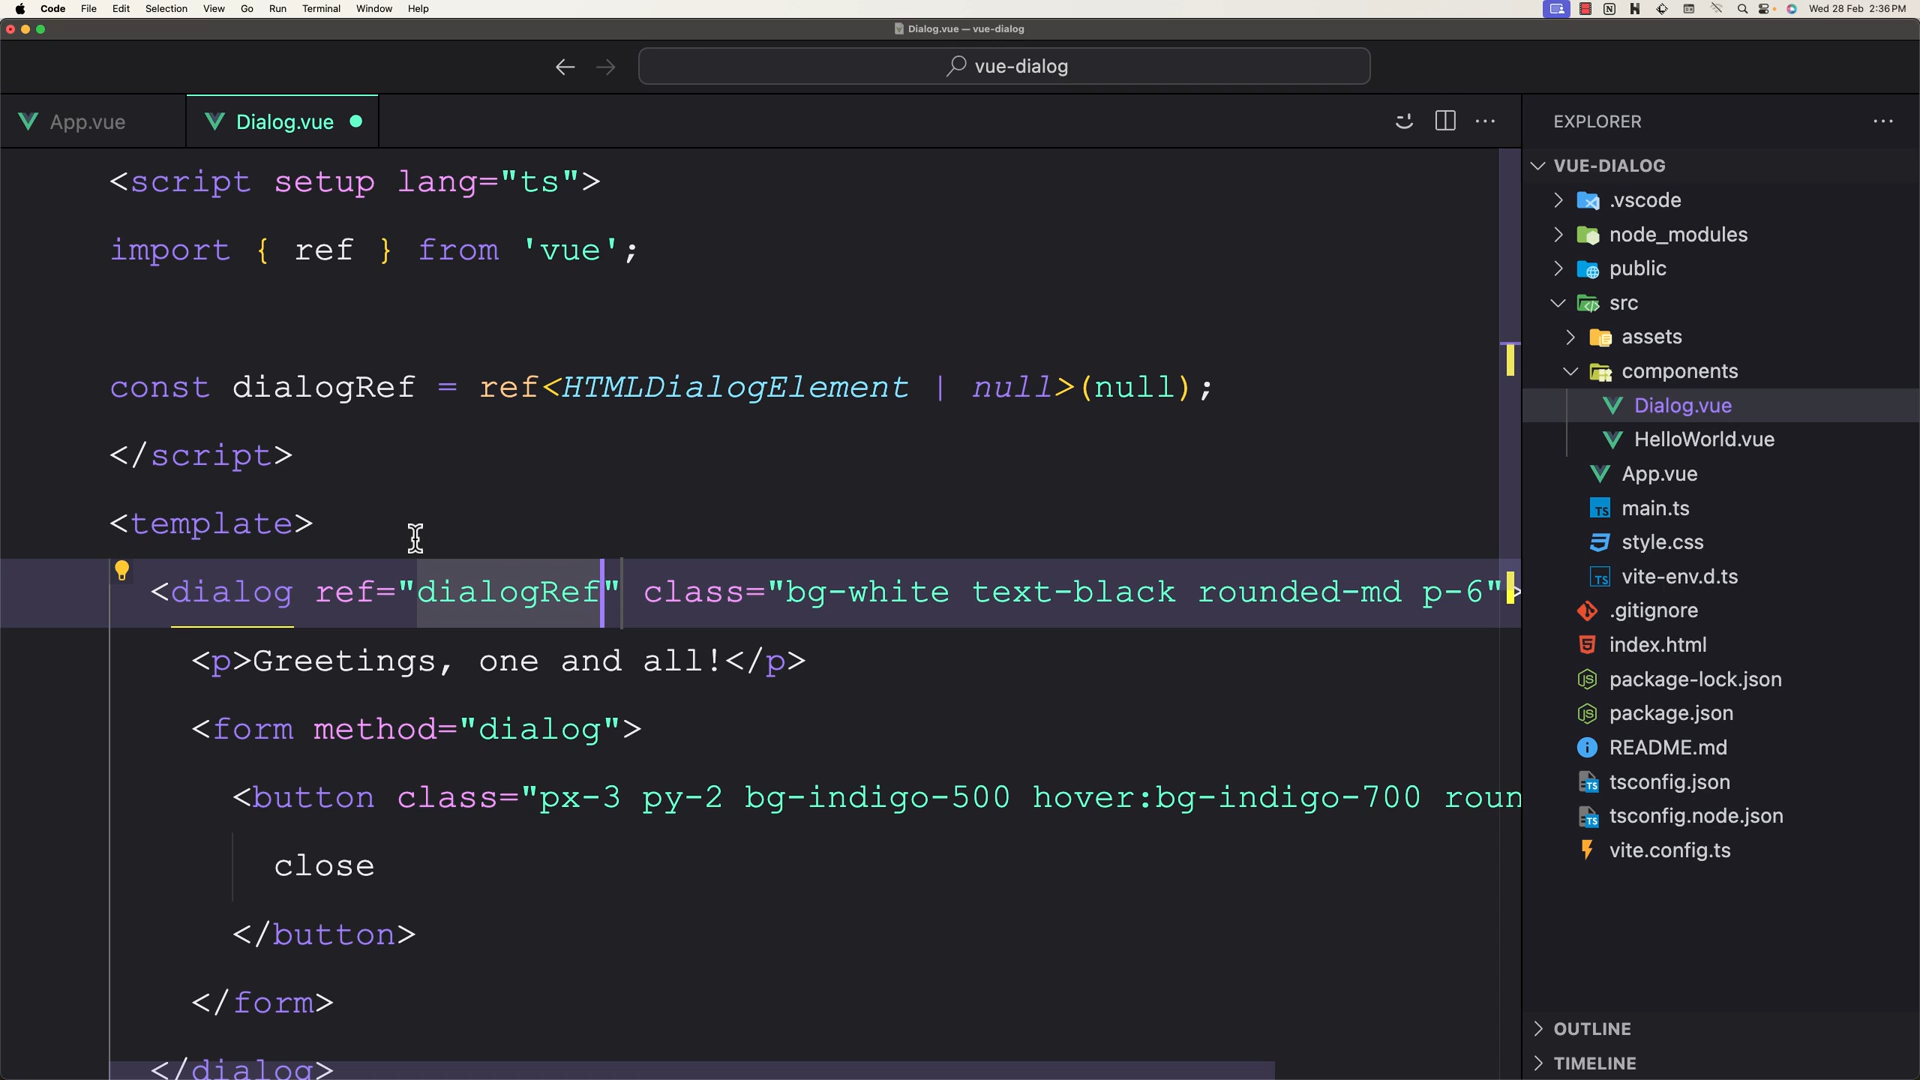 Code File Edit Selection View Go Run Terminal Window Help Wed 28 Feb 2:36 PM
Dialog.vue — vue-dialog
vue-dialog
App.vue
Dialog.vue
<script setup lang="ts">
import { ref } from 'vue';
const dialogRef = ref<HTMLDialogElement | null>(null);
</script>
<template>
<dialog ref="dialogRef" class="bg-white text-black rounded-md p-6">
<p>Greetings, one and all!</p>
<form method="dialog">
<button class="px-3 py-2 bg-indigo-500 hover:bg-indigo-700 roun
close
</button>
</form>
</dialog>
EXPLORER
VUE-DIALOG
.vscode
node_modules
public
src
assets
components
Dialog.vue
HelloWorld.vue
App.vue
main.ts
style.css
vite-env.d.ts
.gitignore
index.html
package-lock.json
package.json
README.md
tsconfig.json
tsconfig.node.json
vite.config.ts
OUTLINE
TIMELINE